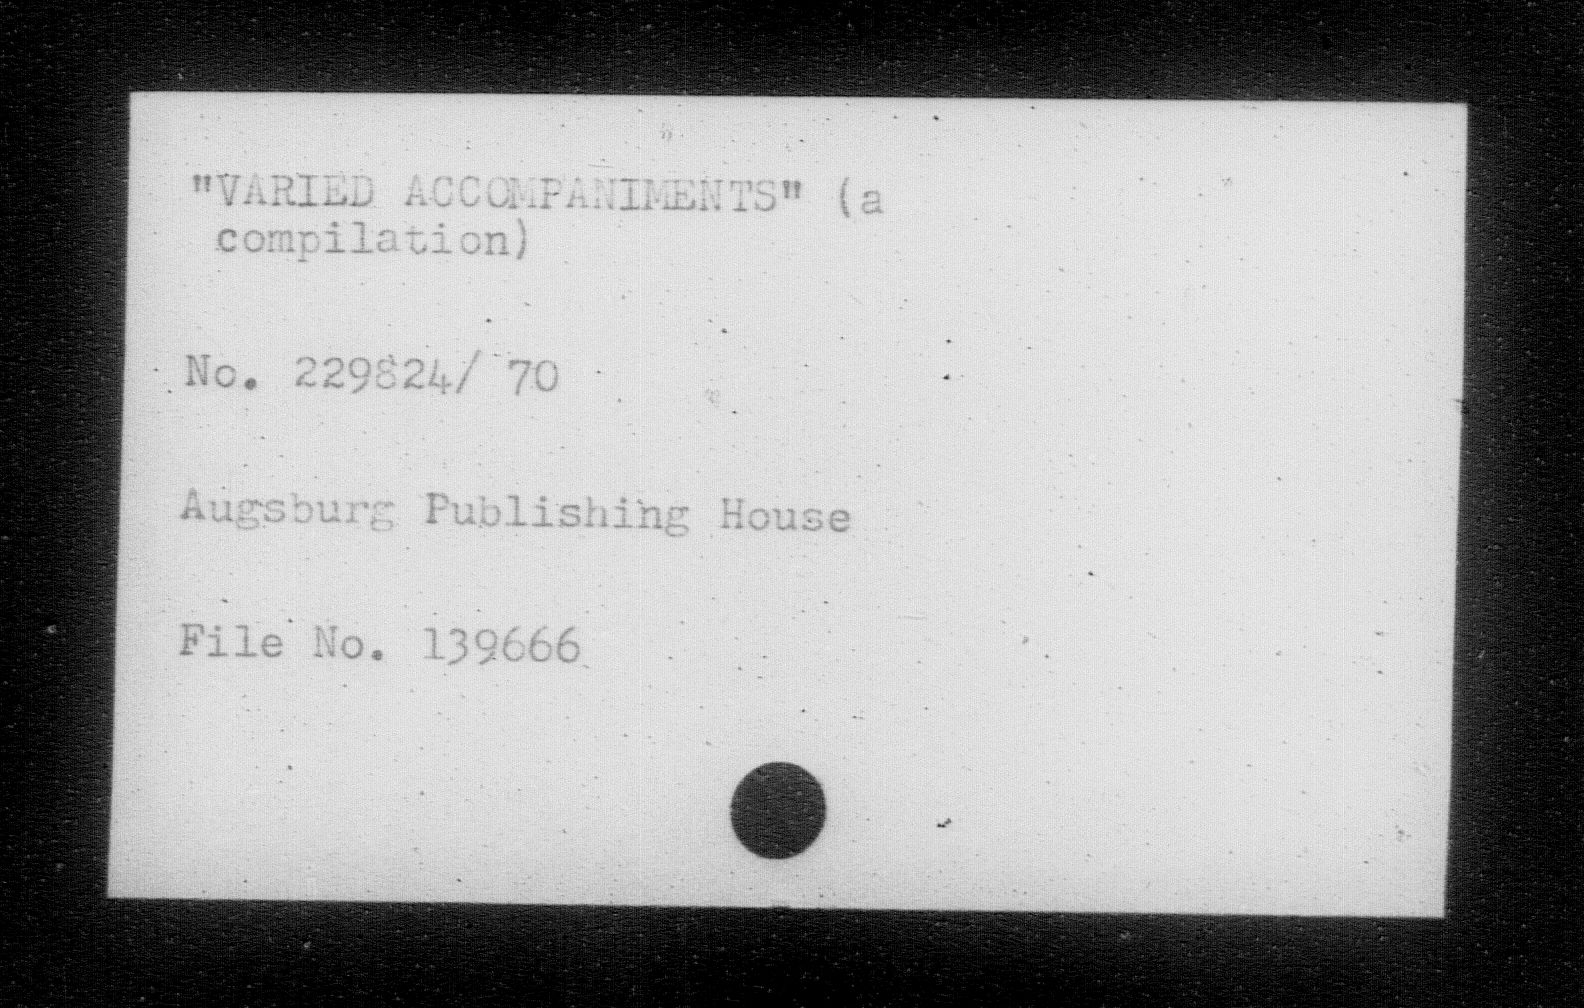 "VARIED ACCOMPANIMENTS" (a
compilation)
No. 229824/ 70
Augsburg Publishing House
File No. 139666